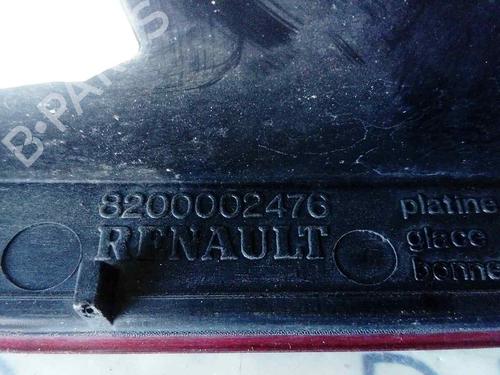 B-PARTS
8200002476
RENAULT
platine
glace
bonne